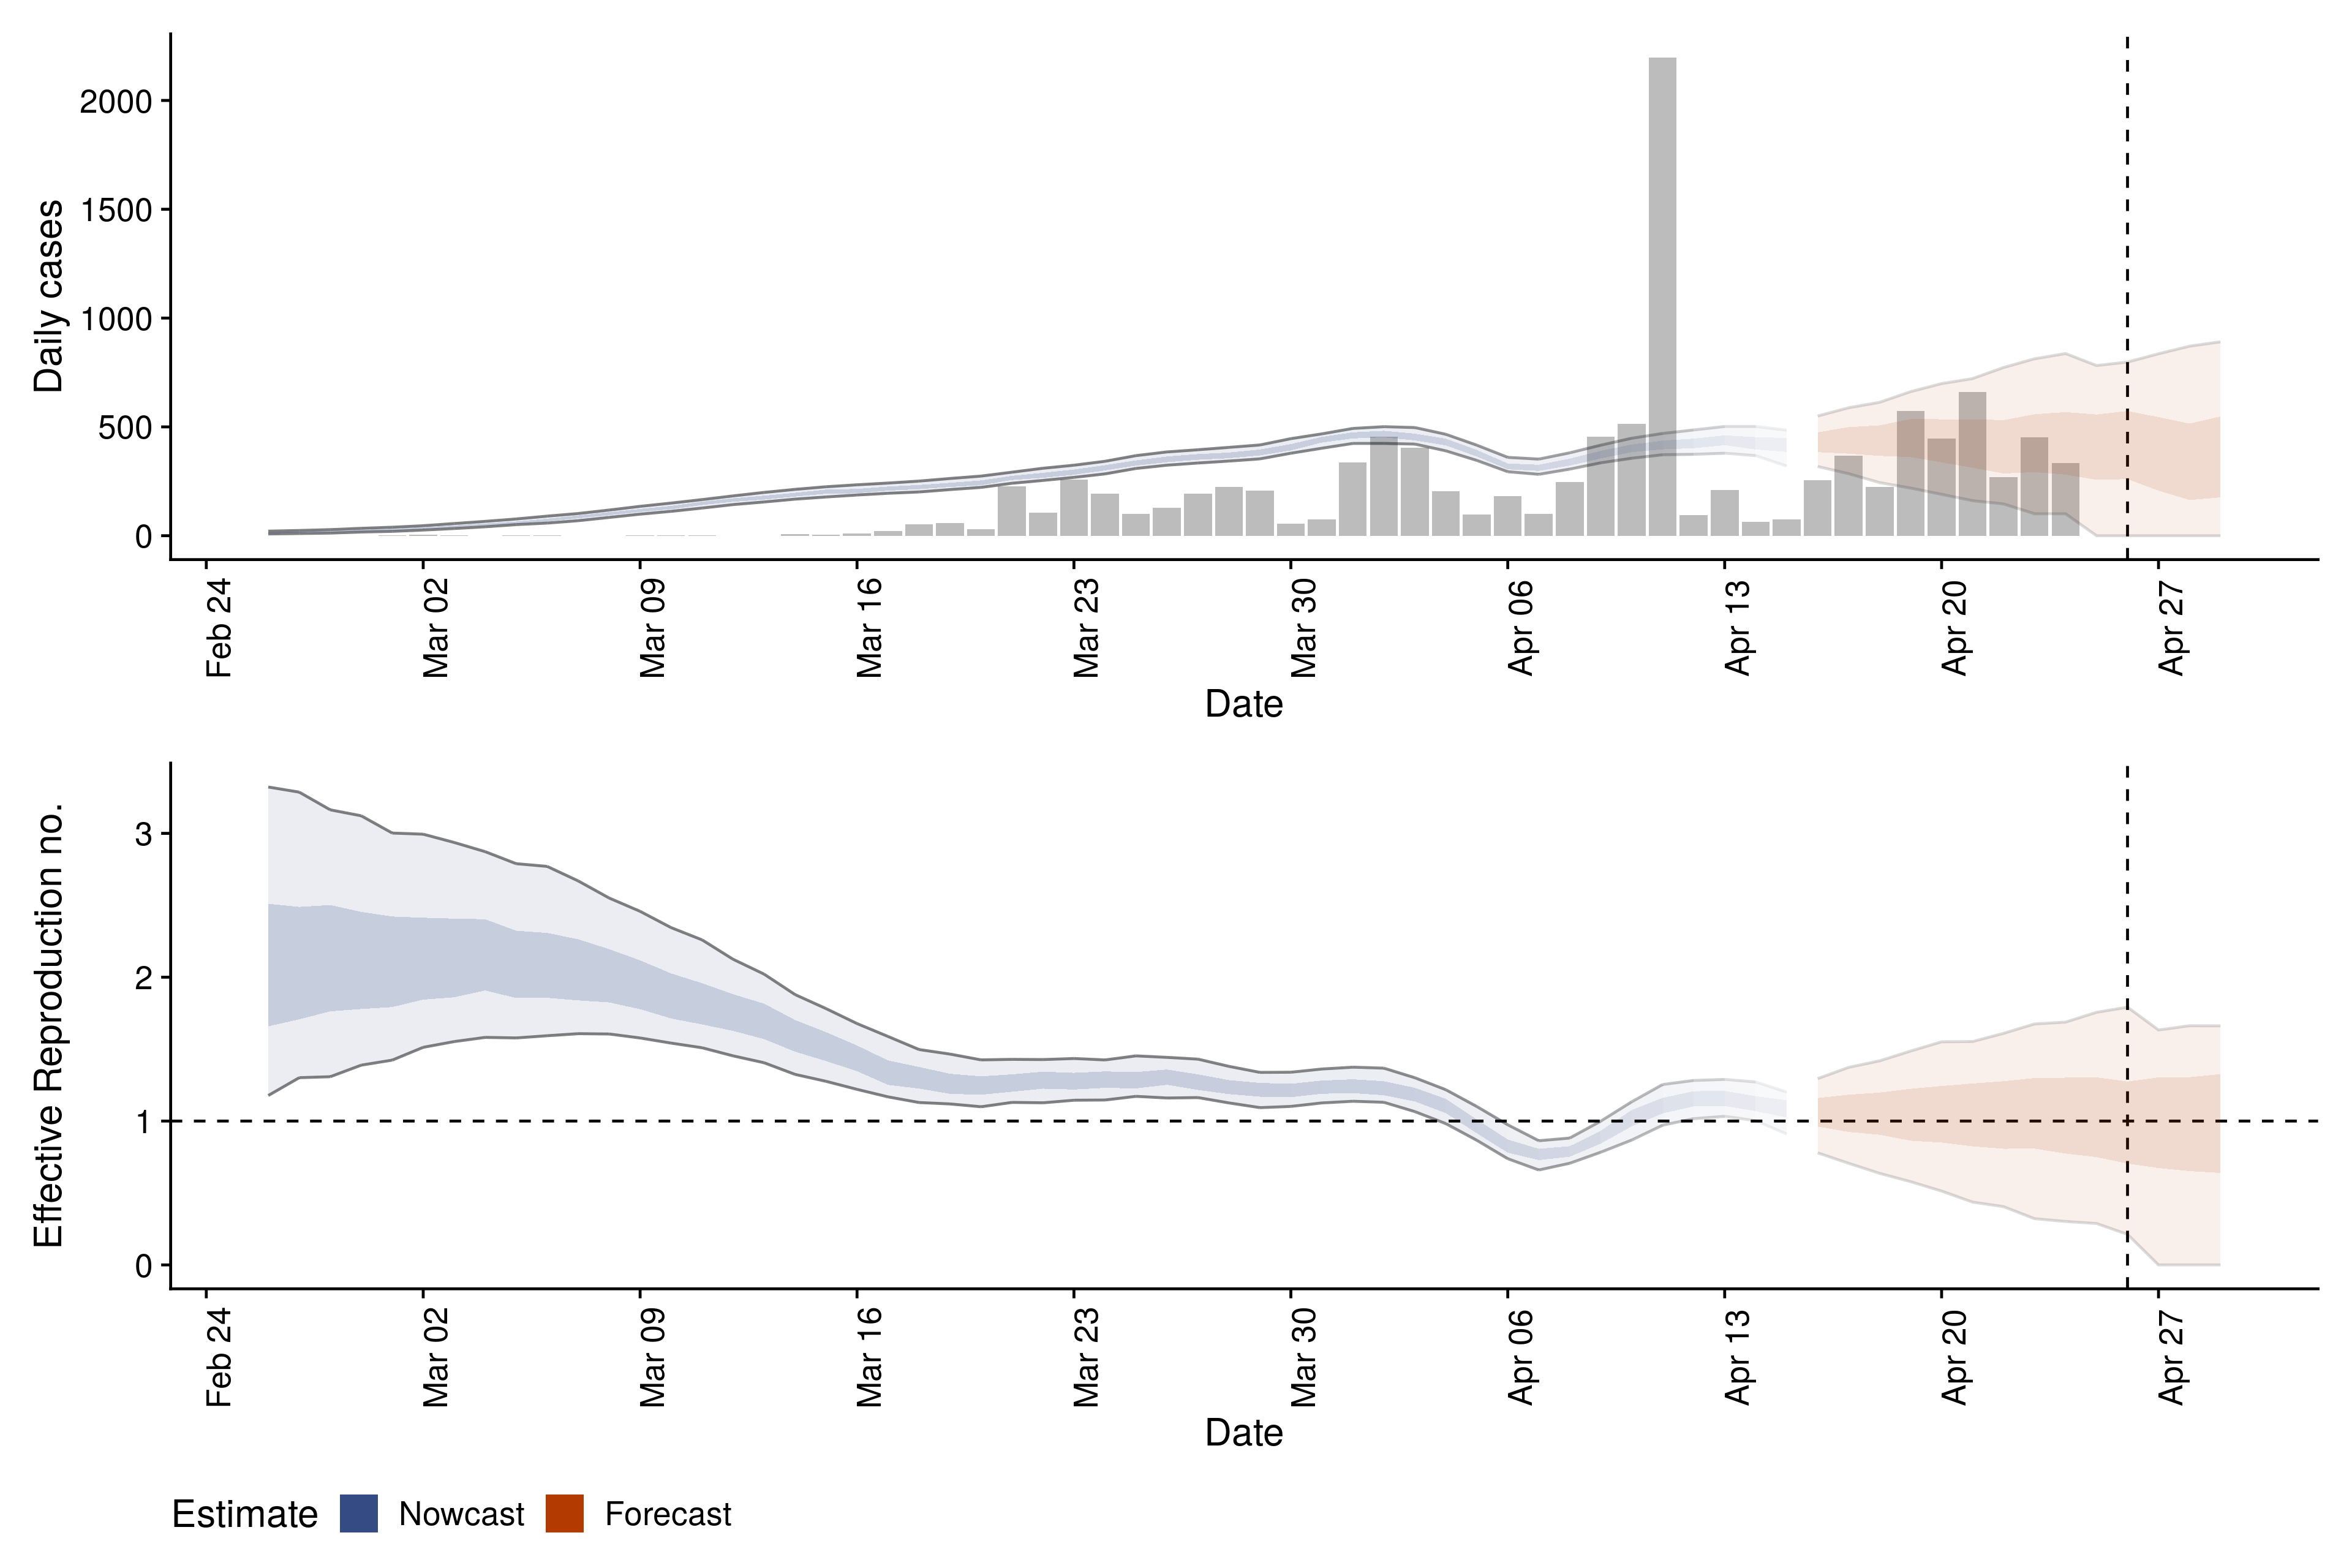 Daily cases
2000
1500
1000
500
0
Feb 24
Mar 02
Mar 09
Mar 16
Mar 23
Mar 30
Apr 06
Apr 13
Apr 20
Apr 27
Date
Effective Reproduction no.
3
2
1
0
Feb 24
Mar 02
Mar 09
Mar 16
Mar 23
Mar 30
Apr 06
Apr 13
Apr 20
Apr 27
Date
Estimate Nowcast Forecast